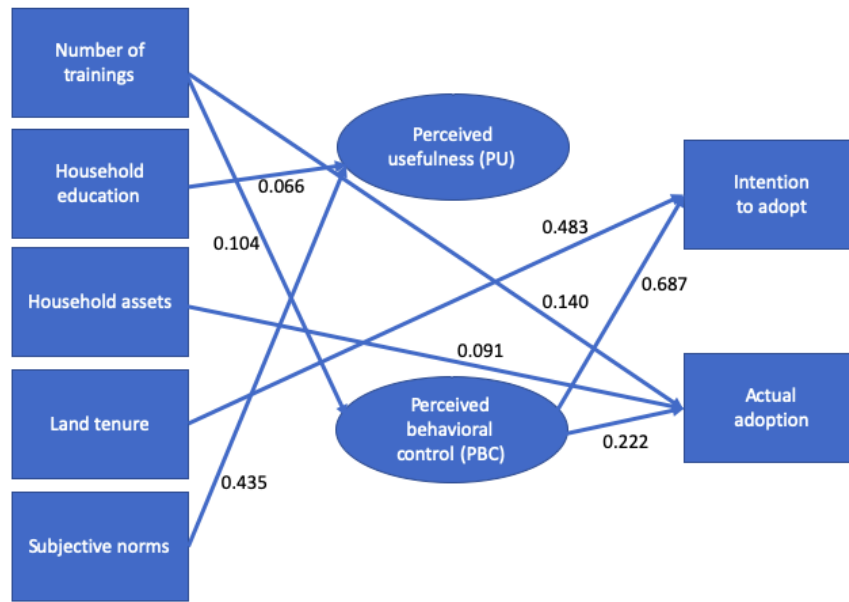 Number of
trainings
Household
education
Household assets
Land tenure
Subjective norms
Perceived
usefulness (PU)
Perceived
behavioral
control (PBC)
Intention
to adopt
Actual
adoption
0.066
0.104
0.483
0.687
0.140
0.091
0.222
0.435